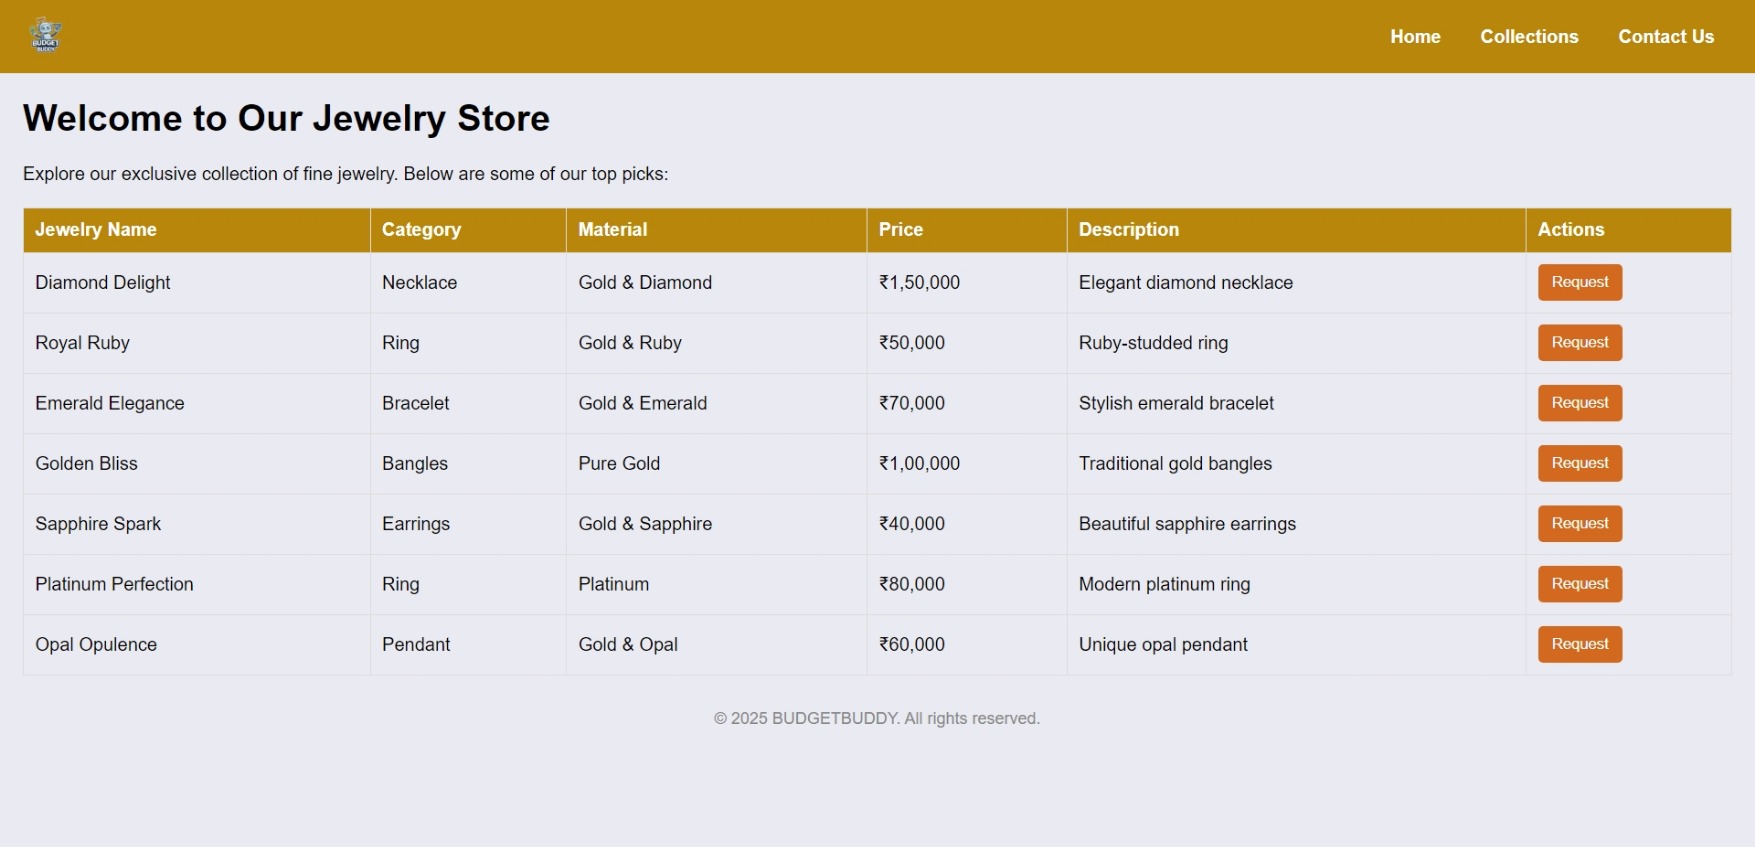 BUDGET
BUDDY
Home Collections Contact Us
Welcome to Our Jewelry Store
Explore our exclusive collection of fine jewelry. Below are some of our top picks:
Jewelry Name Category Material Price Description Actions
Diamond Delight Necklace Gold & Diamond ₹1,50,000 Elegant diamond necklace Request
Royal Ruby Ring Gold & Ruby ₹50,000 Ruby-studded ring Request
Emerald Elegance Bracelet Gold & Emerald ₹70,000 Stylish emerald bracelet Request
Golden Bliss Bangles Pure Gold ₹1,00,000 Traditional gold bangles Request
Sapphire Spark Earrings Gold & Sapphire ₹40,000 Beautiful sapphire earrings Request
Platinum Perfection Ring Platinum ₹80,000 Modern platinum ring Request
Opal Opulence Pendant Gold & Opal ₹60,000 Unique opal pendant Request
© 2025 BUDGETBUDDY. All rights reserved.